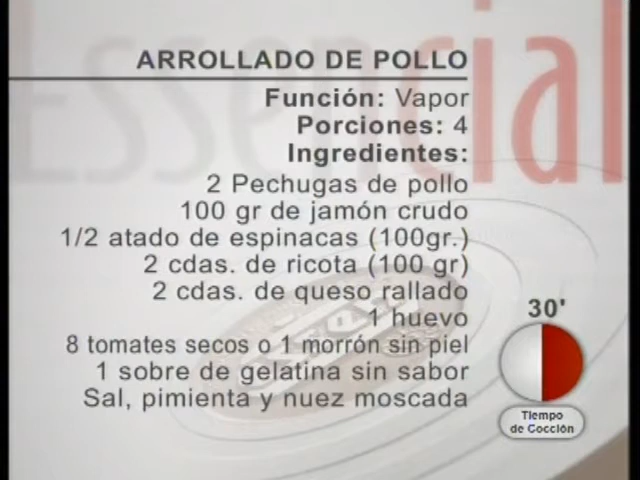 Essencial
ARROLLADO DE POLLO
Función: Vapor
Porciones: 4
Ingredientes:
2 Pechugas de pollo
100 gr de jamón crudo
1/2 atado de espinacas (100gr.)
2 cdas. de ricota (100 gr)
2 cdas. de queso rallado
1 huevo
8 tomates secos o 1 morrón sin piel
1 sobre de gelatina sin sabor
Sal, pimienta y nuez moscada
30'
Tiempo
de Cocción